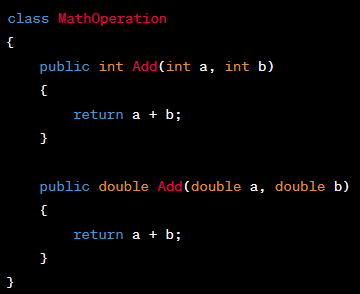 class MathOperation
{
    public int Add(int a, int b)
    {
        return a + b;
    }

    public double Add(double a, double b)
    {
        return a + b;
    }
}